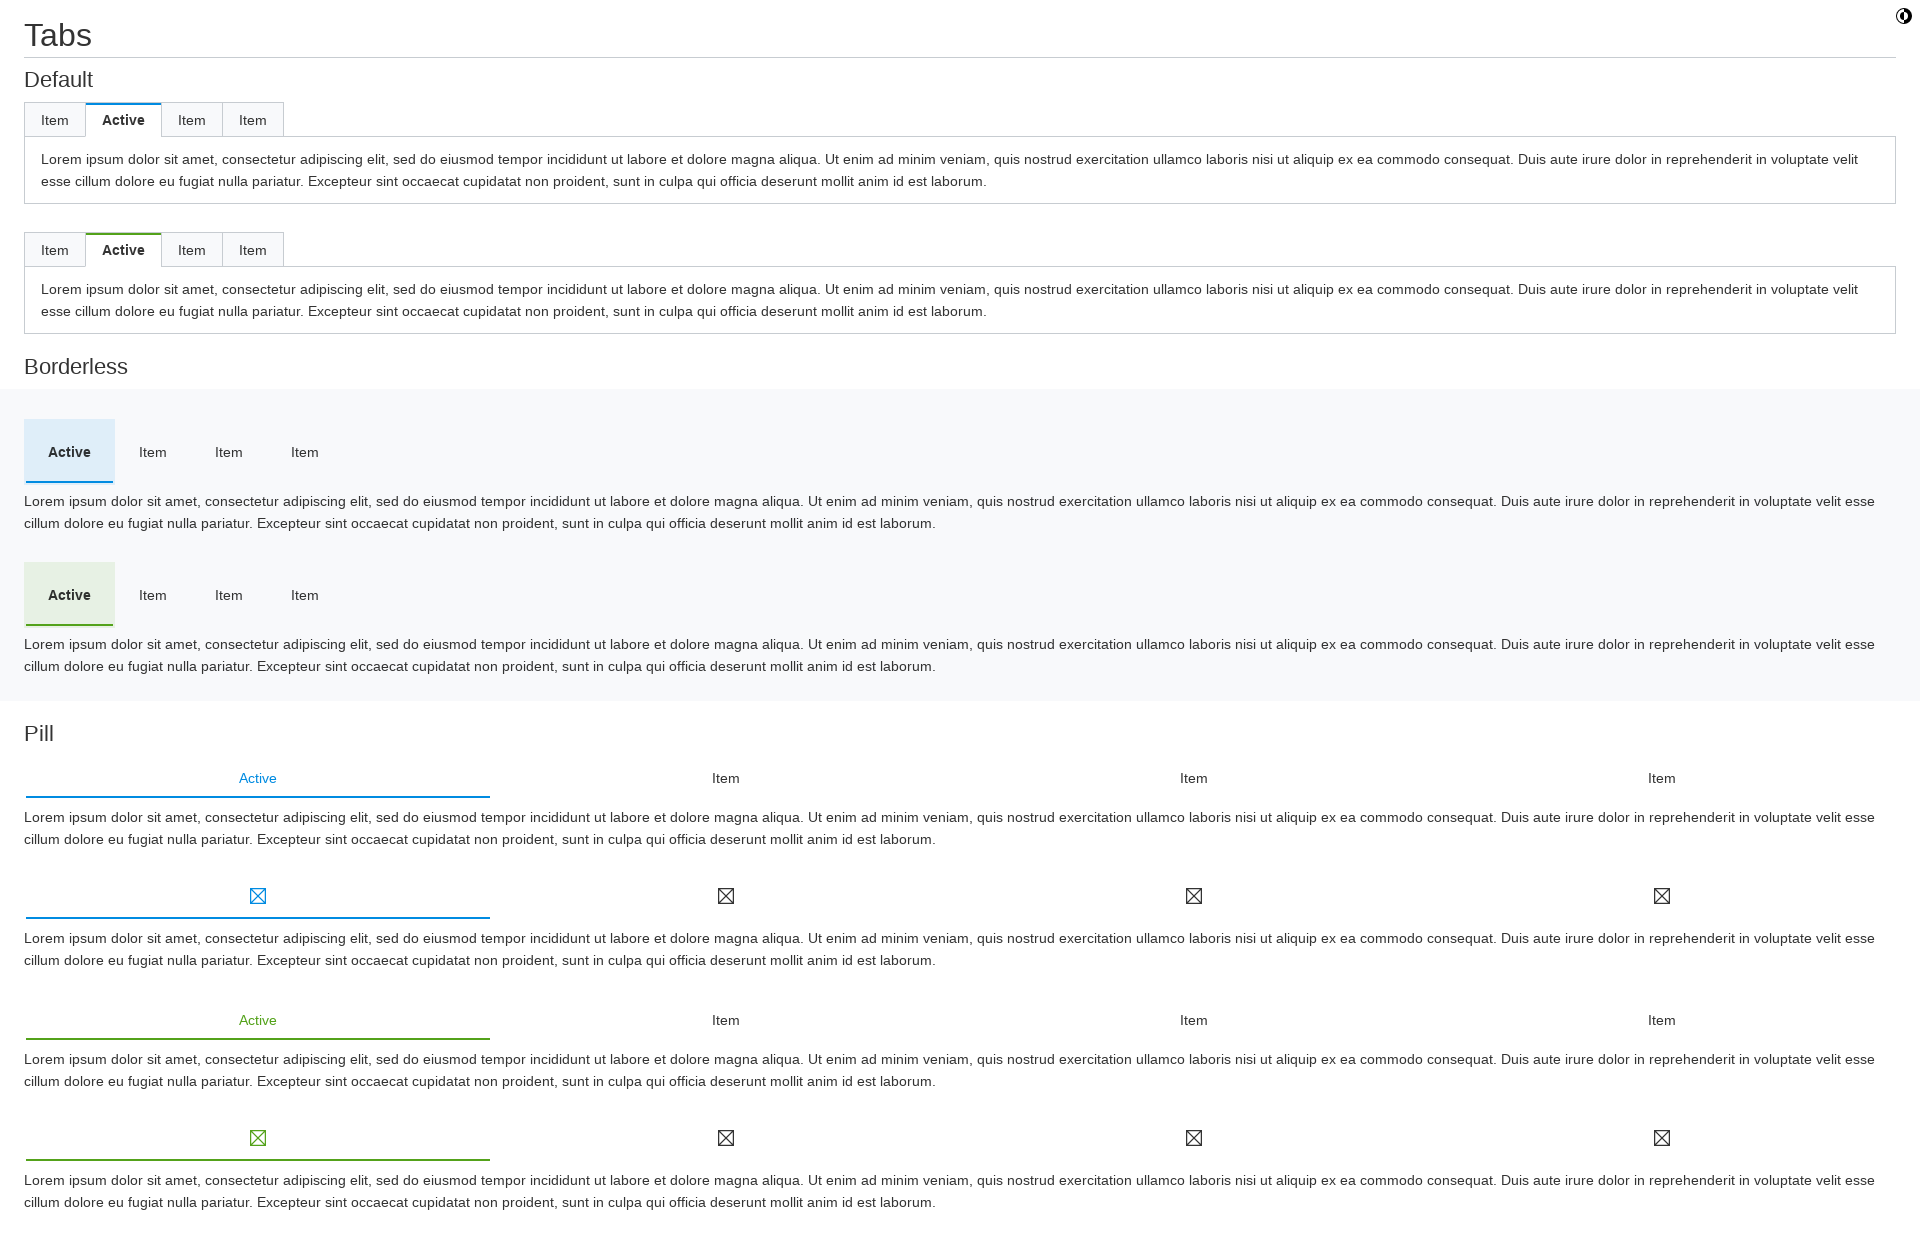 Tabs
Default
Item Active Item Item
Lorem ipsum dolor sit amet, consectetur adipiscing elit, sed do eiusmod tempor incididunt ut labore et dolore magna aliqua. Ut enim ad minim veniam, quis nostrud exercitation ullamco laboris nisi ut aliquip ex ea commodo consequat. Duis aute irure dolor in reprehenderit in voluptate velit
esse cillum dolore eu fugiat nulla pariatur. Excepteur sint occaecat cupidatat non proident, sunt in culpa qui officia deserunt mollit anim id est laborum.
Item Active Item Item
Lorem ipsum dolor sit amet, consectetur adipiscing elit, sed do eiusmod tempor incididunt ut labore et dolore magna aliqua. Ut enim ad minim veniam, quis nostrud exercitation ullamco laboris nisi ut aliquip ex ea commodo consequat. Duis aute irure dolor in reprehenderit in voluptate velit
esse cillum dolore eu fugiat nulla pariatur. Excepteur sint occaecat cupidatat non proident, sunt in culpa qui officia deserunt mollit anim id est laborum.
Borderless
Active Item Item Item
Lorem ipsum dolor sit amet, consectetur adipiscing elit, sed do eiusmod tempor incididunt ut labore et dolore magna aliqua. Ut enim ad minim veniam, quis nostrud exercitation ullamco laboris nisi ut aliquip ex ea commodo consequat. Duis aute irure dolor in reprehenderit in voluptate velit esse
cillum dolore eu fugiat nulla pariatur. Excepteur sint occaecat cupidatat non proident, sunt in culpa qui officia deserunt mollit anim id est laborum.
Active Item Item Item
Lorem ipsum dolor sit amet, consectetur adipiscing elit, sed do eiusmod tempor incididunt ut labore et dolore magna aliqua. Ut enim ad minim veniam, quis nostrud exercitation ullamco laboris nisi ut aliquip ex ea commodo consequat. Duis aute irure dolor in reprehenderit in voluptate velit esse
cillum dolore eu fugiat nulla pariatur. Excepteur sint occaecat cupidatat non proident, sunt in culpa qui officia deserunt mollit anim id est laborum.
Pill
Active Item Item Item
Lorem ipsum dolor sit amet, consectetur adipiscing elit, sed do eiusmod tempor incididunt ut labore et dolore magna aliqua. Ut enim ad minim veniam, quis nostrud exercitation ullamco laboris nisi ut aliquip ex ea commodo consequat. Duis aute irure dolor in reprehenderit in voluptate velit esse
cillum dolore eu fugiat nulla pariatur. Excepteur sint occaecat cupidatat non proident, sunt in culpa qui officia deserunt mollit anim id est laborum.
Lorem ipsum dolor sit amet, consectetur adipiscing elit, sed do eiusmod tempor incididunt ut labore et dolore magna aliqua. Ut enim ad minim veniam, quis nostrud exercitation ullamco laboris nisi ut aliquip ex ea commodo consequat. Duis aute irure dolor in reprehenderit in voluptate velit esse
cillum dolore eu fugiat nulla pariatur. Excepteur sint occaecat cupidatat non proident, sunt in culpa qui officia deserunt mollit anim id est laborum.
Active Item Item Item
Lorem ipsum dolor sit amet, consectetur adipiscing elit, sed do eiusmod tempor incididunt ut labore et dolore magna aliqua. Ut enim ad minim veniam, quis nostrud exercitation ullamco laboris nisi ut aliquip ex ea commodo consequat. Duis aute irure dolor in reprehenderit in voluptate velit esse
cillum dolore eu fugiat nulla pariatur. Excepteur sint occaecat cupidatat non proident, sunt in culpa qui officia deserunt mollit anim id est laborum.
Lorem ipsum dolor sit amet, consectetur adipiscing elit, sed do eiusmod tempor incididunt ut labore et dolore magna aliqua. Ut enim ad minim veniam, quis nostrud exercitation ullamco laboris nisi ut aliquip ex ea commodo consequat. Duis aute irure dolor in reprehenderit in voluptate velit esse
cillum dolore eu fugiat nulla pariatur. Excepteur sint occaecat cupidatat non proident, sunt in culpa qui officia deserunt mollit anim id est laborum.